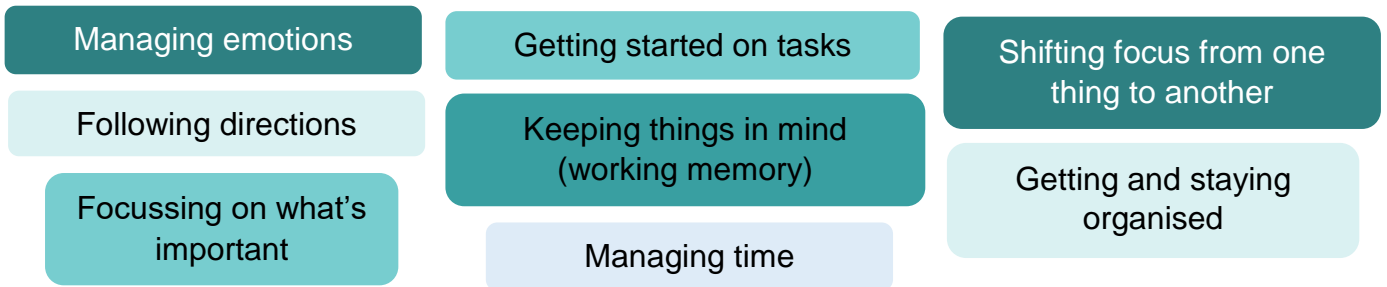 Managing emotions
Following directions
Focussing on what's
important
Getting started on tasks
Keeping things in mind
(working memory)
Managing time
Shifting focus from one
thing to another
Getting and staying
organised